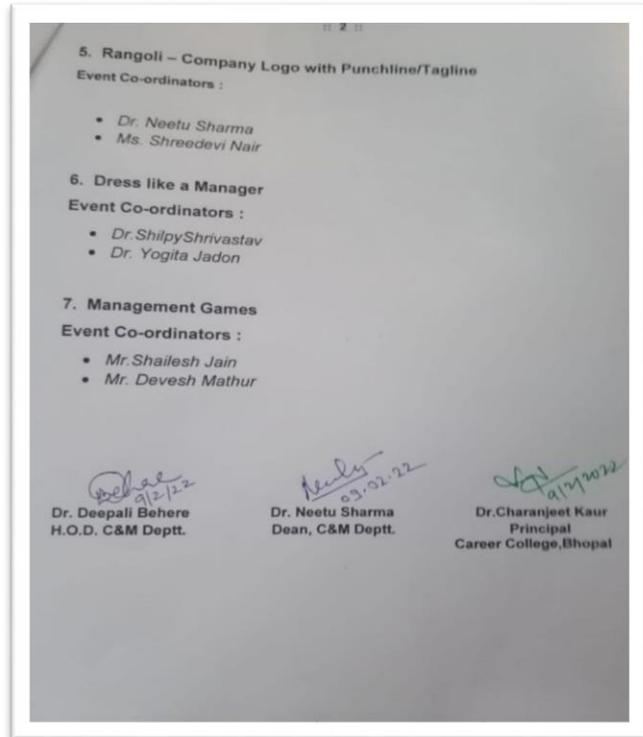 :: 2 ::
5. Rangoli – Company Logo with Punchline/Tagline
Event Co-ordinators :
• Dr. Neetu Sharma
• Ms. Shreedevi Nair
6. Dress like a Manager
Event Co-ordinators :
• Dr.ShilpyShrivastav
• Dr. Yogita Jadon
7. Management Games
Event Co-ordinators :
• Mr.Shailesh Jain
• Mr. Devesh Mathur
Behere
9/2/22
Dr. Deepali Behere
H.O.D. C&M Deptt.
09.02.22
Dr. Neetu Sharma
Dean, C&M Deptt.
9/2/2022
Dr.Charanjeet Kaur
Principal
Career College,Bhopal